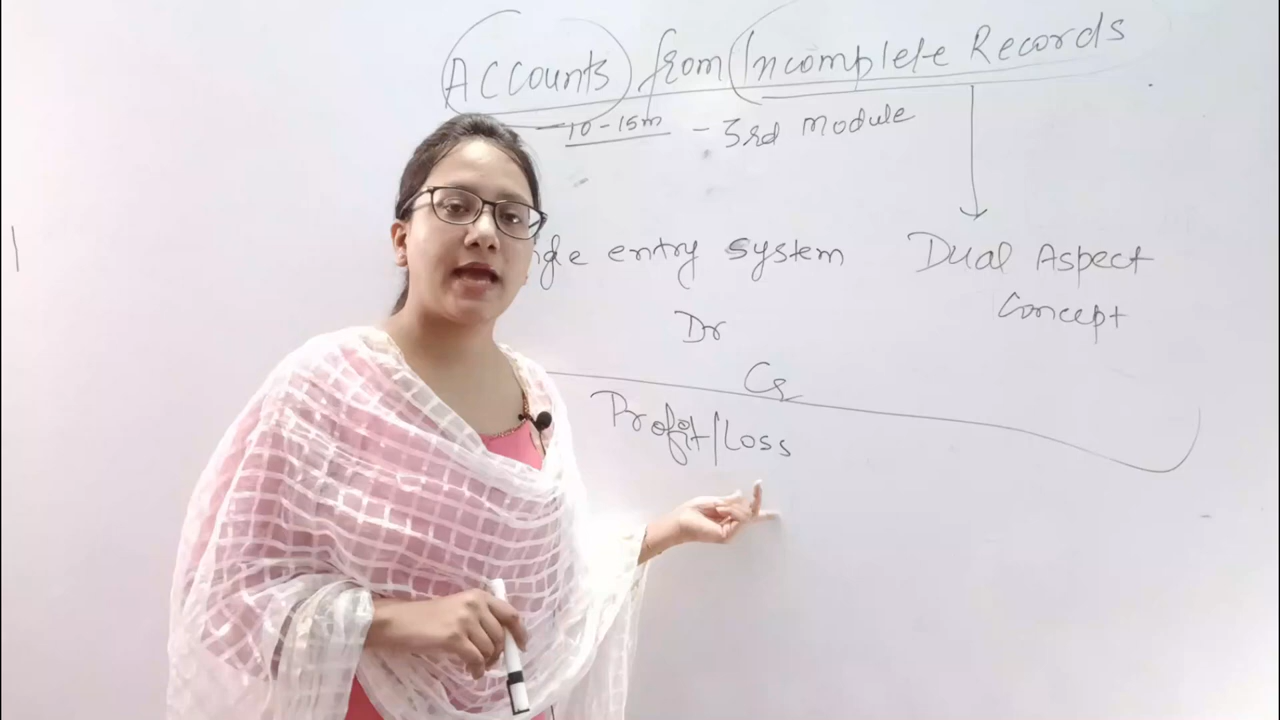 Accounts from Incomplete Records
10-15m - 3rd Module
gle entry system
Dual Aspect
Concept
Dr
Cr
Profit/Loss